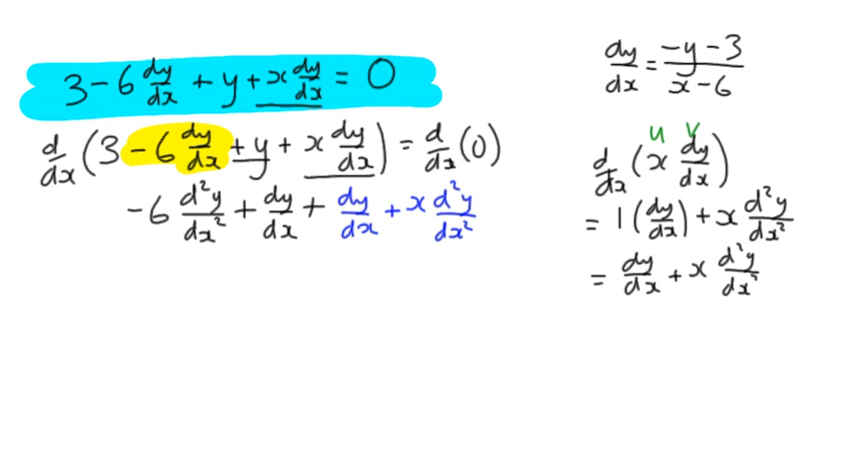 3 - 6 dy/dx + y + x dy/dx = 0
d/dx (3 - 6 dy/dx + y + x dy/dx) = d/dx (0)
-6 d²y/dx² + dy/dx + dy/dx + x d²y/dx²
dy/dx = -y - 3/x - 6
u v
d/dx (x dy/dx)
= 1 (dy/dx) + x d²y/dx²
= dy/dx + x d²y/dx²